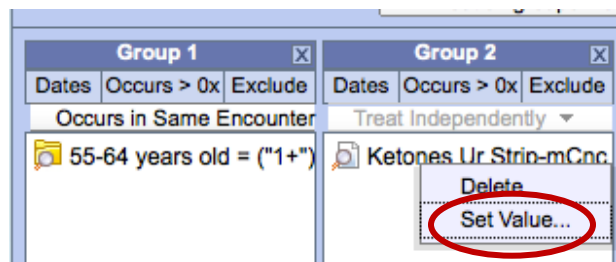 Group 1 X
Group 2 X
Dates Occurs > 0x Exclude
Dates Occurs > 0x Exclude
Occurs in Same Encounter
Treat Independently
55-64 years old = ("1+")
Ketones Ur Strip-mCnc
Delete
Set Value...